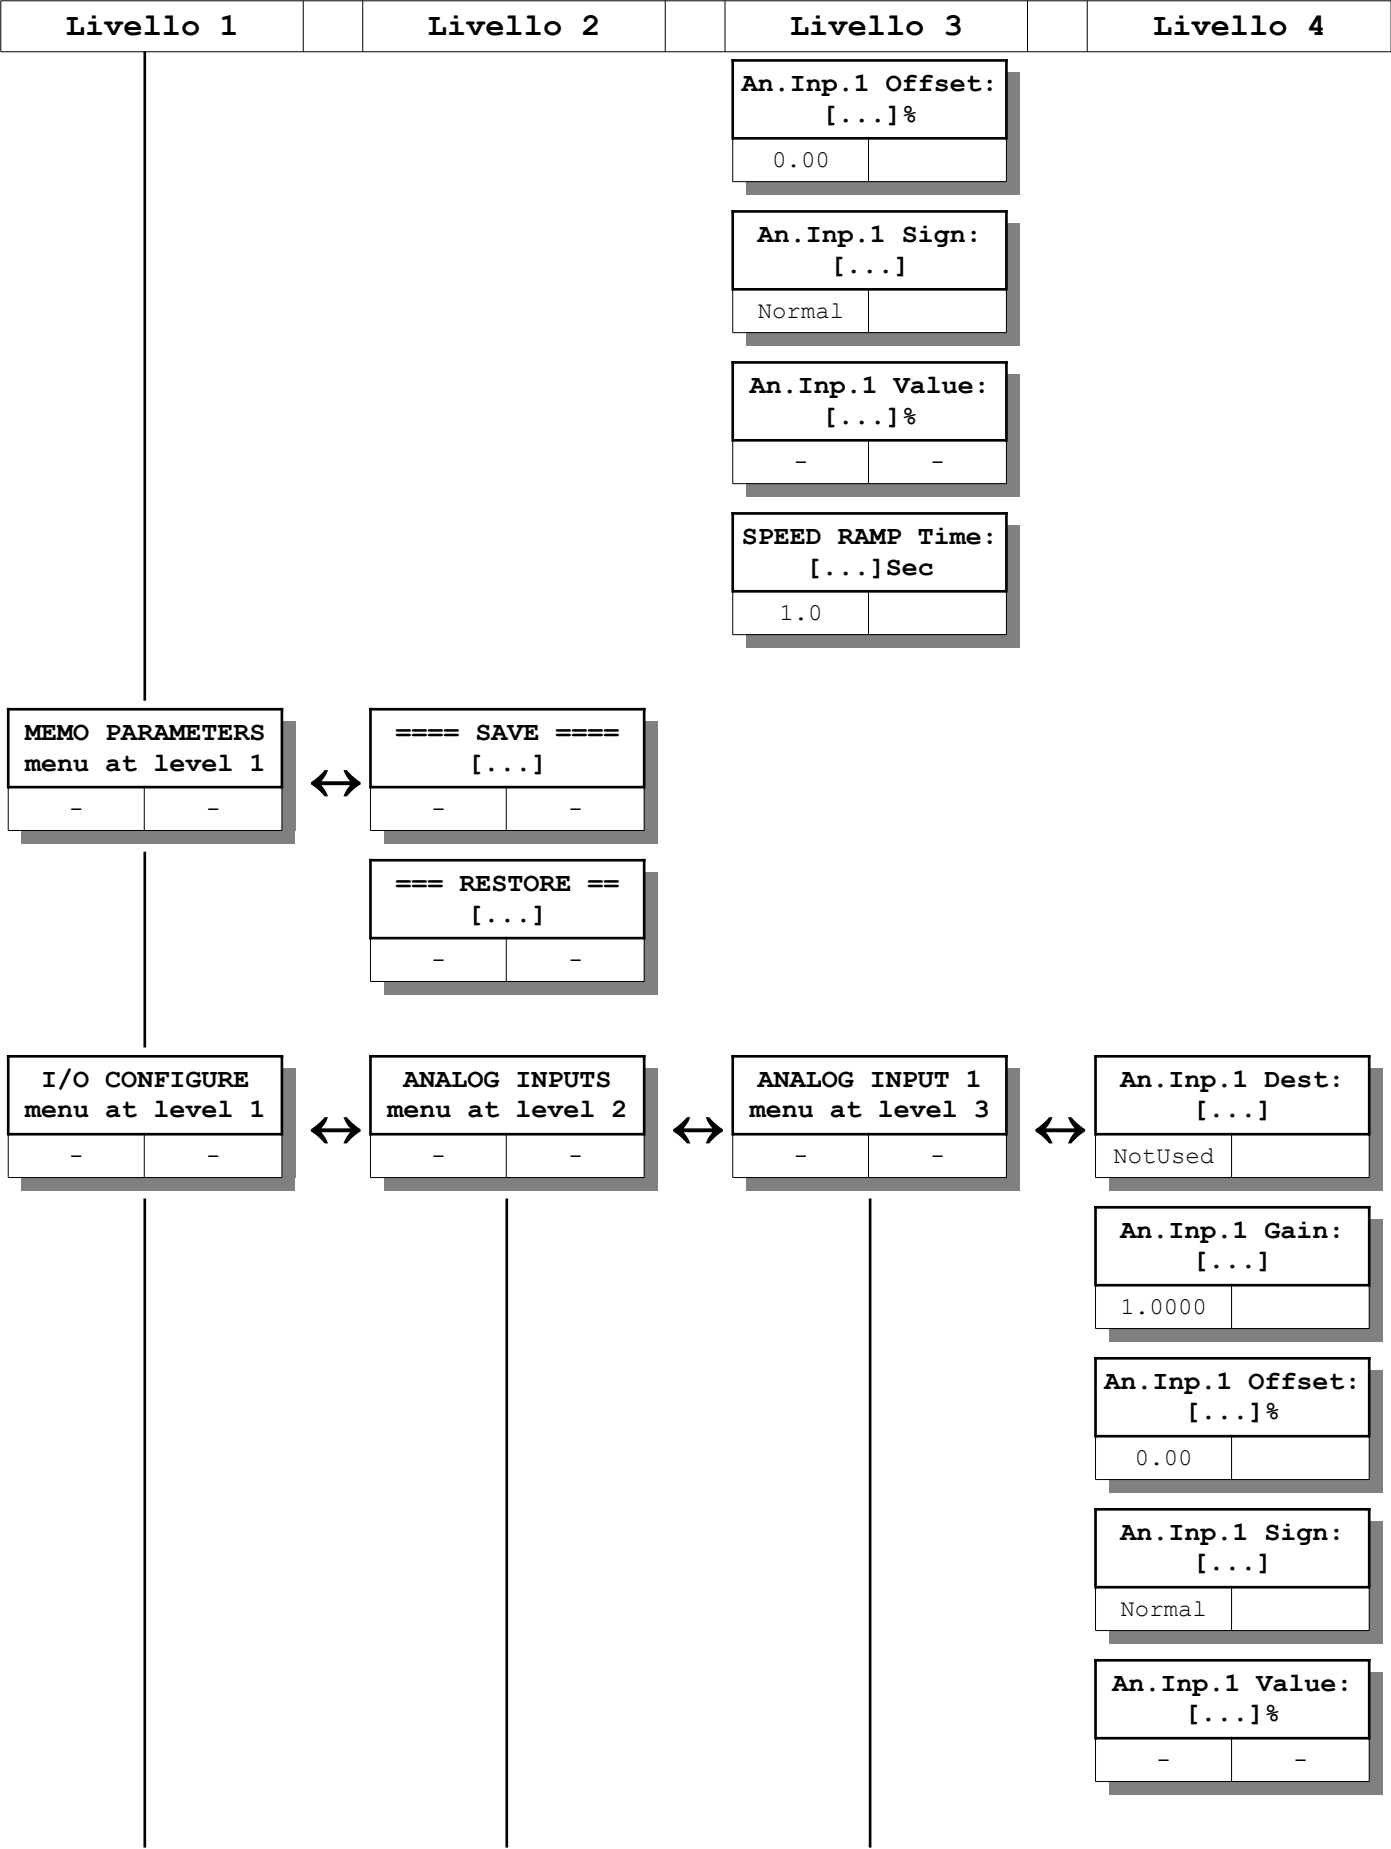 Livello 1 Livello 2 Livello 3 Livello 4
An.Inp.1 Offset:
[...]%
0.00
An.Inp.1 Sign:
[...]
Normal
An.Inp.1 Value:
[...]%
- -
SPEED RAMP Time:
[...]Sec
1.0
MEMO PARAMETERS
menu at level 1
- -
==== SAVE ====
[...]
- -
=== RESTORE ==
[...]
- -
I/O CONFIGURE
menu at level 1
- -
ANALOG INPUTS
menu at level 2
- -
ANALOG INPUT 1
menu at level 3
- -
An.Inp.1 Dest:
[...]
NotUsed
An.Inp.1 Gain:
[...]
1.0000
An.Inp.1 Offset:
[...]%
0.00
An.Inp.1 Sign:
[...]
Normal
An.Inp.1 Value:
[...]%
- -